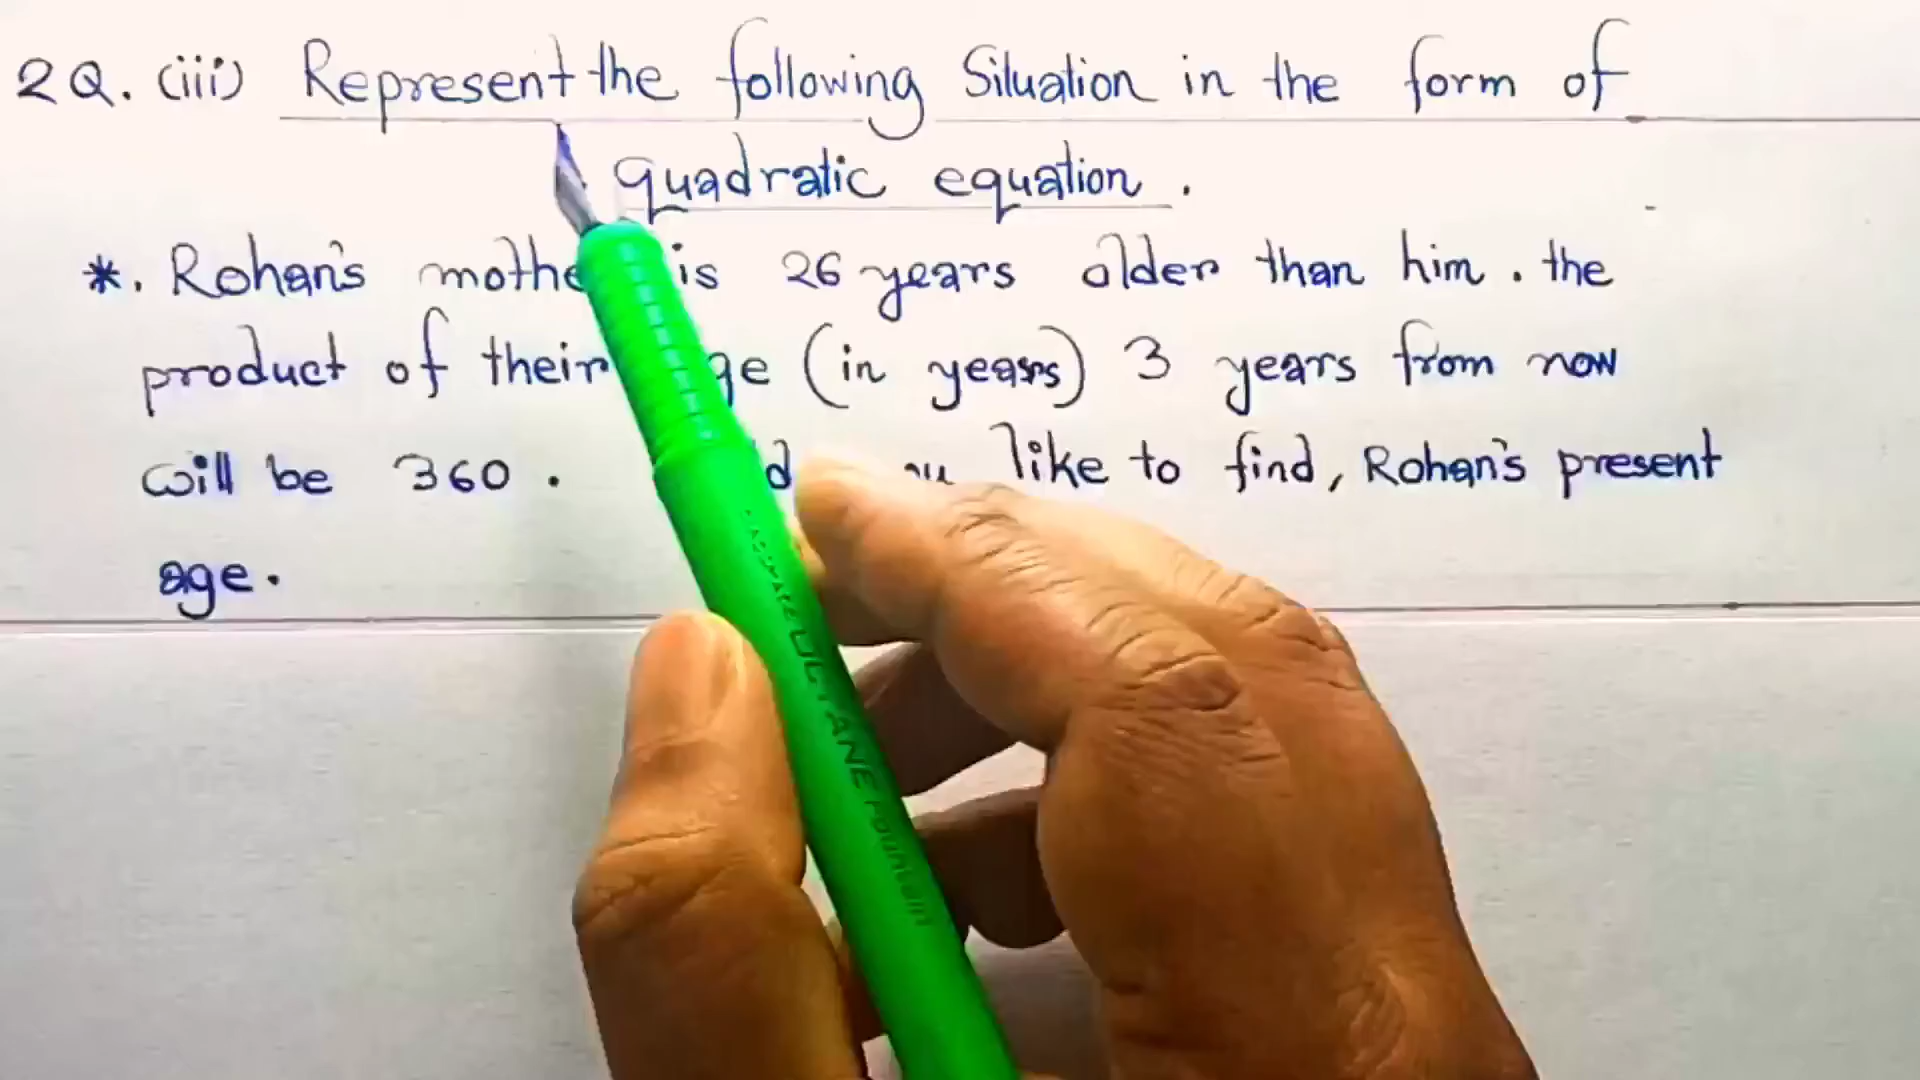 2Q. (iii) Represent the following Situation in the form of
quadratic equation.
*. Rohan's mothe is 26 years older than him. the
product of their ge (in years) 3 years from now
will be 360. d u like to find, Rohan's present
age.
OCTANE Fountain